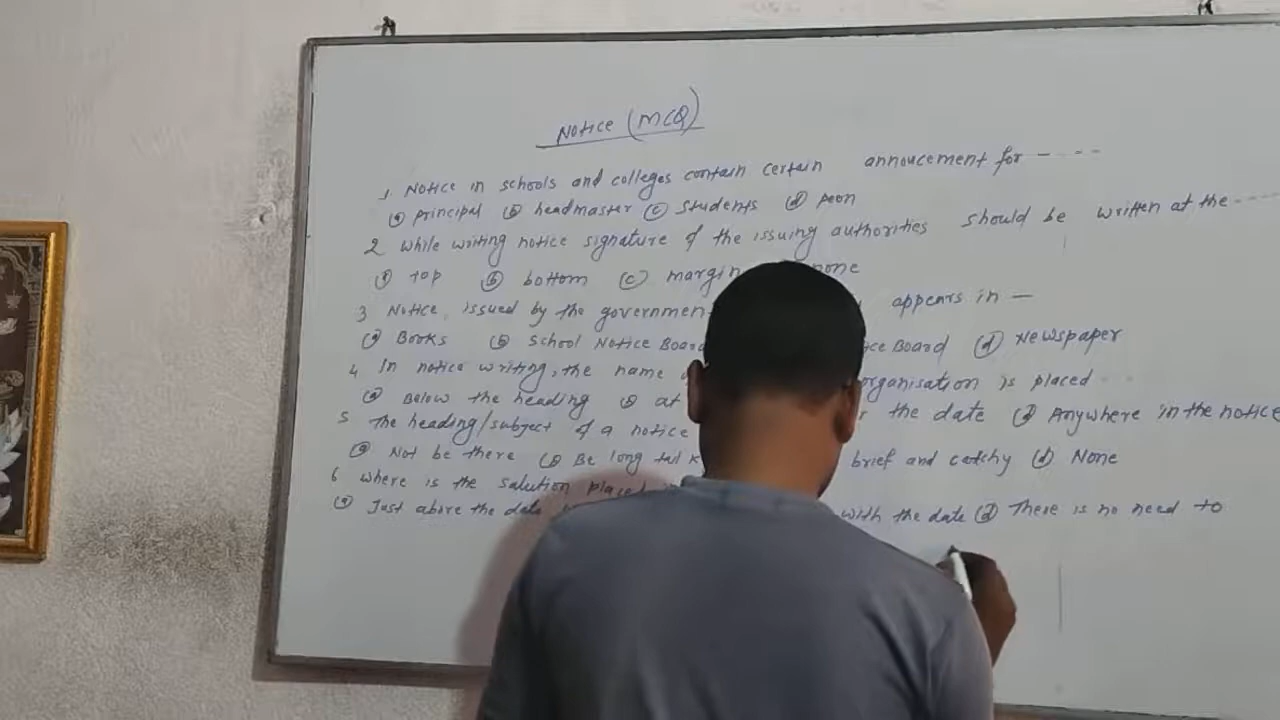 Notice (MCQ)
1 Notice in schools and colleges contain certain annoucement for - - - -
(a) principal (b) headmaster (c) students (d) peon
2 While writing notice signature of the issuing authorities should be written at the - - - -
(a) top (b) bottom (c) margin none
3 Notice, issued by the government appears in —
(a) Books (b) School Notice Board Board (d) Newspaper
4 In notice writing, the name organisation is placed - - -
(a) Below the heading (b) at the date (d) Anywhere in the notice
5 The heading/subject of a notice
(a) Not be there (b) Be long brief and catchy (d) None
6 Where is the salution placed
(a) Just above the date with the date (d) There is no need to